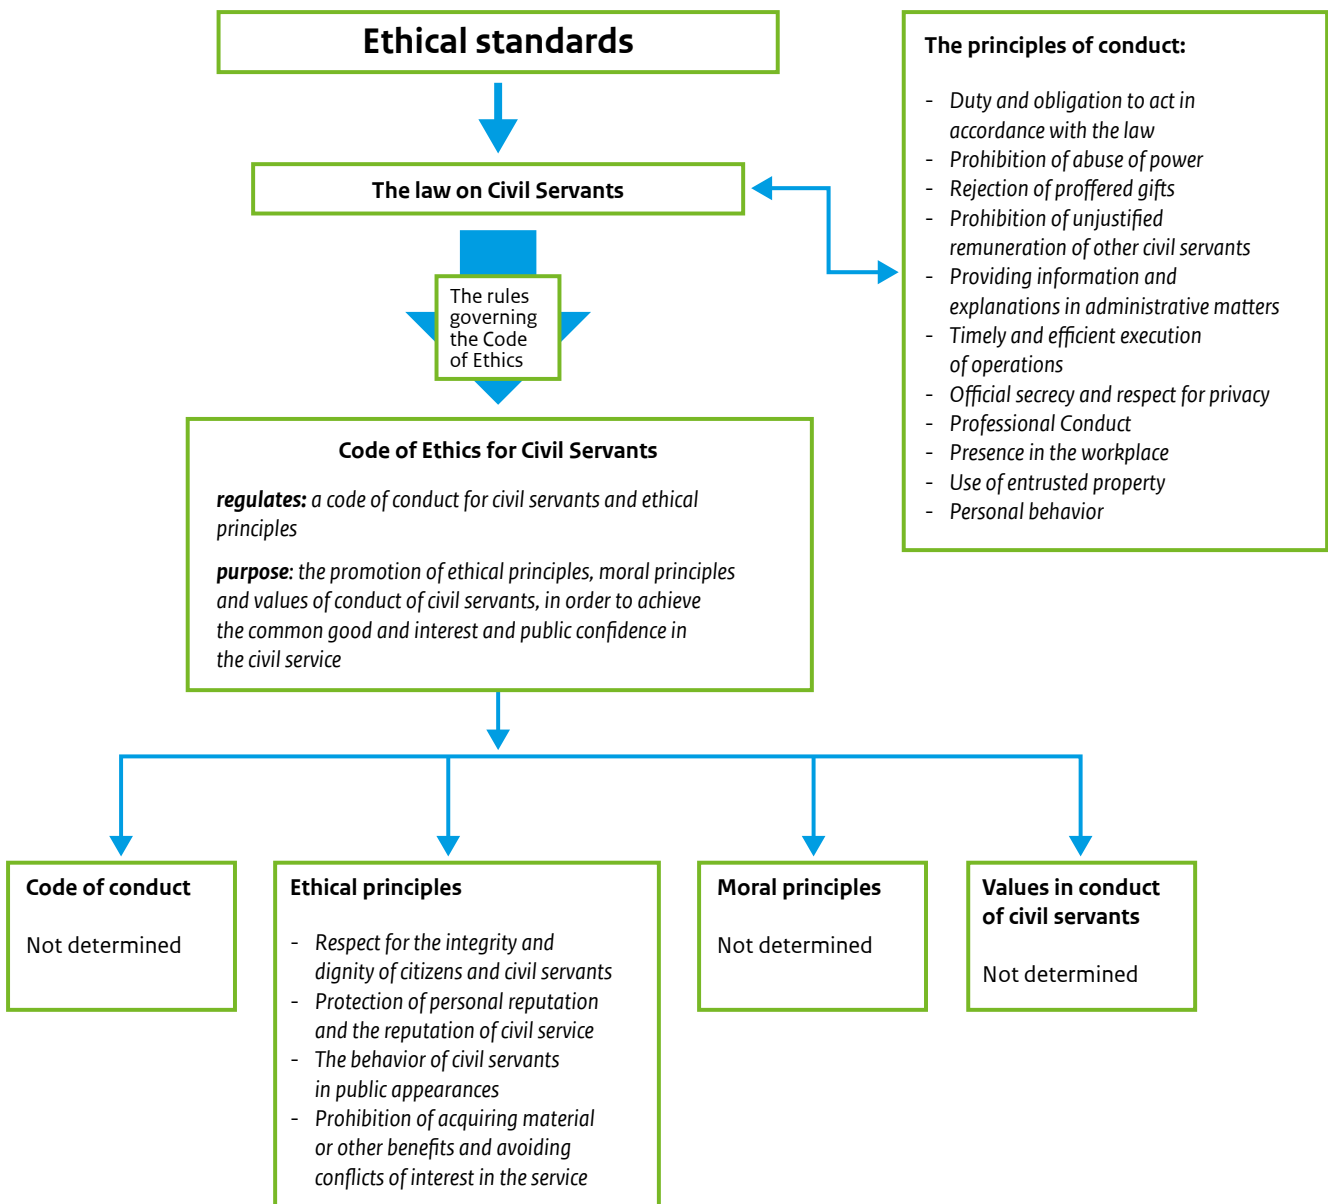 Ethical standards
The law on Civil Servants
The rules
governing
the Code
of Ethics
The principles of conduct:
- Duty and obligation to act in
accordance with the law
- Prohibition of abuse of power
- Rejection of proffered gifts
- Prohibition of unjustified
remuneration of other civil servants
- Providing information and
explanations in administrative matters
- Timely and efficient execution
of operations
- Official secrecy and respect for privacy
- Professional Conduct
- Presence in the workplace
- Use of entrusted property
- Personal behavior
Code of Ethics for Civil Servants
regulates: a code of conduct for civil servants and ethical
principles
purpose: the promotion of ethical principles, moral principles
and values of conduct of civil servants, in order to achieve
the common good and interest and public confidence in
the civil service
Code of conduct
Not determined
Ethical principles
- Respect for the integrity and
dignity of citizens and civil servants
- Protection of personal reputation
and the reputation of civil service
- The behavior of civil servants
in public appearances
- Prohibition of acquiring material
or other benefits and avoiding
conflicts of interest in the service
Moral principles
Not determined
Values in conduct
of civil servants
Not determined